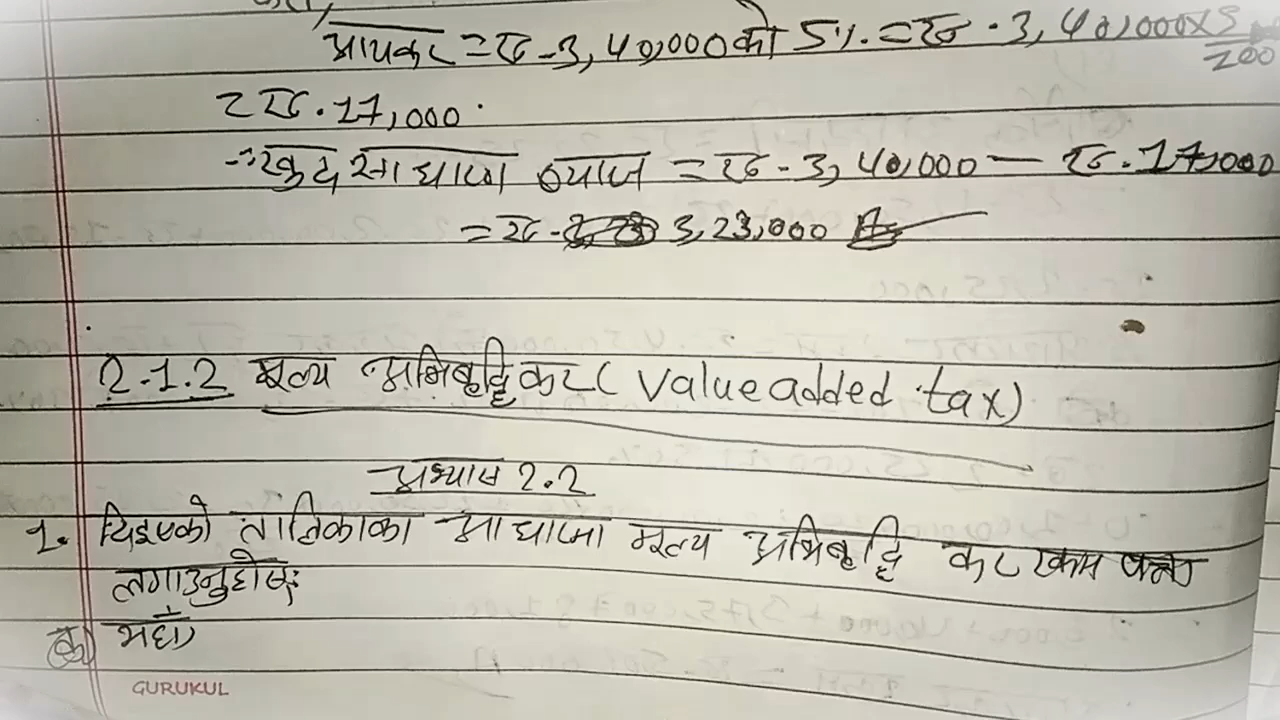 आयकर = रु - 3,40,000 को 5% = रु - 3,40,000x5
100
= रु. 17,000.
∴ खुद साधारण ब्याज = रु - 3,40,000 - रु. 17,000
= रु - 3,23,000
2.1.2 मूल्य अभिवृद्धि कर (Value added tax)
अभ्यास 2.2
1. दिइएको तालिकाका आधारमा मूल्य अभिवृद्धि कर रकम पत्ता
लगाउनुहोस्:
क) यहाँ
GURUKUL